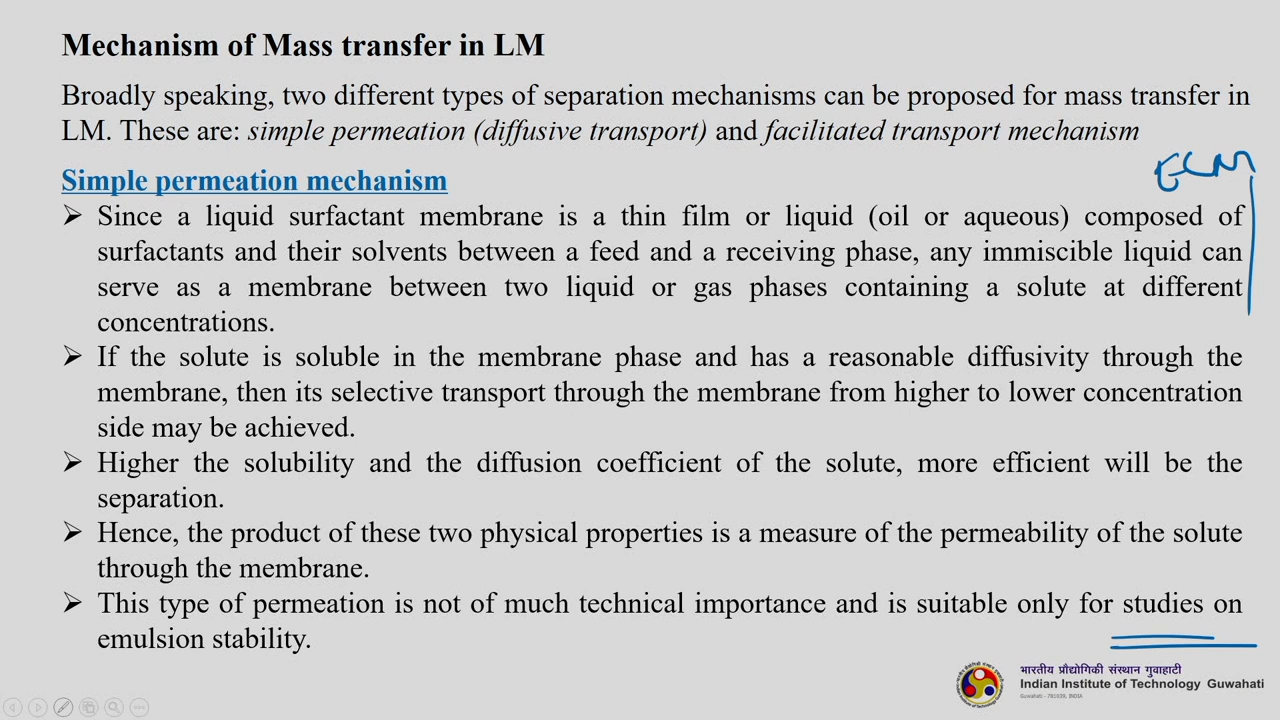 Mechanism of Mass transfer in LM
Broadly speaking, two different types of separation mechanisms can be proposed for mass transfer in
LM. These are: simple permeation (diffusive transport) and facilitated transport mechanism
ELM
Simple permeation mechanism
➢ Since a liquid surfactant membrane is a thin film or liquid (oil or aqueous) composed of
surfactants and their solvents between a feed and a receiving phase, any immiscible liquid can
serve as a membrane between two liquid or gas phases containing a solute at different
concentrations.
➢ If the solute is soluble in the membrane phase and has a reasonable diffusivity through the
membrane, then its selective transport through the membrane from higher to lower concentration
side may be achieved.
➢ Higher the solubility and the diffusion coefficient of the solute, more efficient will be the
separation.
➢ Hence, the product of these two physical properties is a measure of the permeability of the solute
through the membrane.
➢ This type of permeation is not of much technical importance and is suitable only for studies on
emulsion stability.
भारतीय प्रौद्योगिकी संस्थान गुवाहाटी
Indian Institute of Technology Guwahati
Guwahati - 781039, INDIA